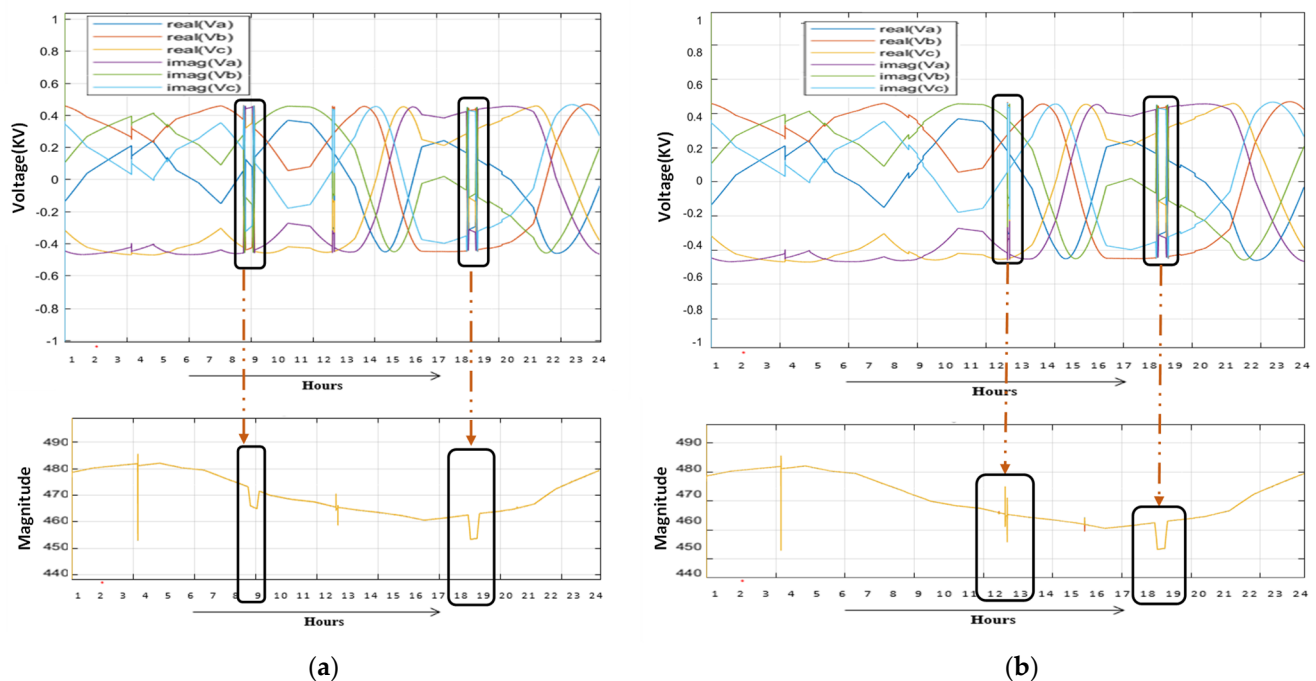 real(Va)
real(Vb)
real(Vc)
imag(Va)
imag(Vb)
imag(Vc)
Voltage(KV)
1
0.8
0.6
0.4
0.2
0
-0.2
-0.4
-0.6
-0.8
-1
1 2 3 4 5 6 7 8 9 10 11 12 13 14 15 16 17 18 19 20 21 22 23 24
Hours
Magnitude
490
480
470
460
450
440
1 2 3 4 5 6 7 8 9 10 11 12 13 14 15 16 17 18 19 20 21 22 23 24
Hours
(a)
real(Va)
real(Vb)
real(Vc)
imag(Va)
imag(Vb)
imag(Vc)
Voltage(KV)
1
0.8
0.6
0.4
0.2
0
-0.2
-0.4
-0.6
-0.8
-1
1 2 3 4 5 6 7 8 9 10 11 12 13 14 15 16 17 18 19 20 21 22 23 24
Hours
Magnitude
490
480
470
460
450
440
1 2 3 4 5 6 7 8 9 10 11 12 13 14 15 16 17 18 19 20 21 22 23 24
Hours
(b)